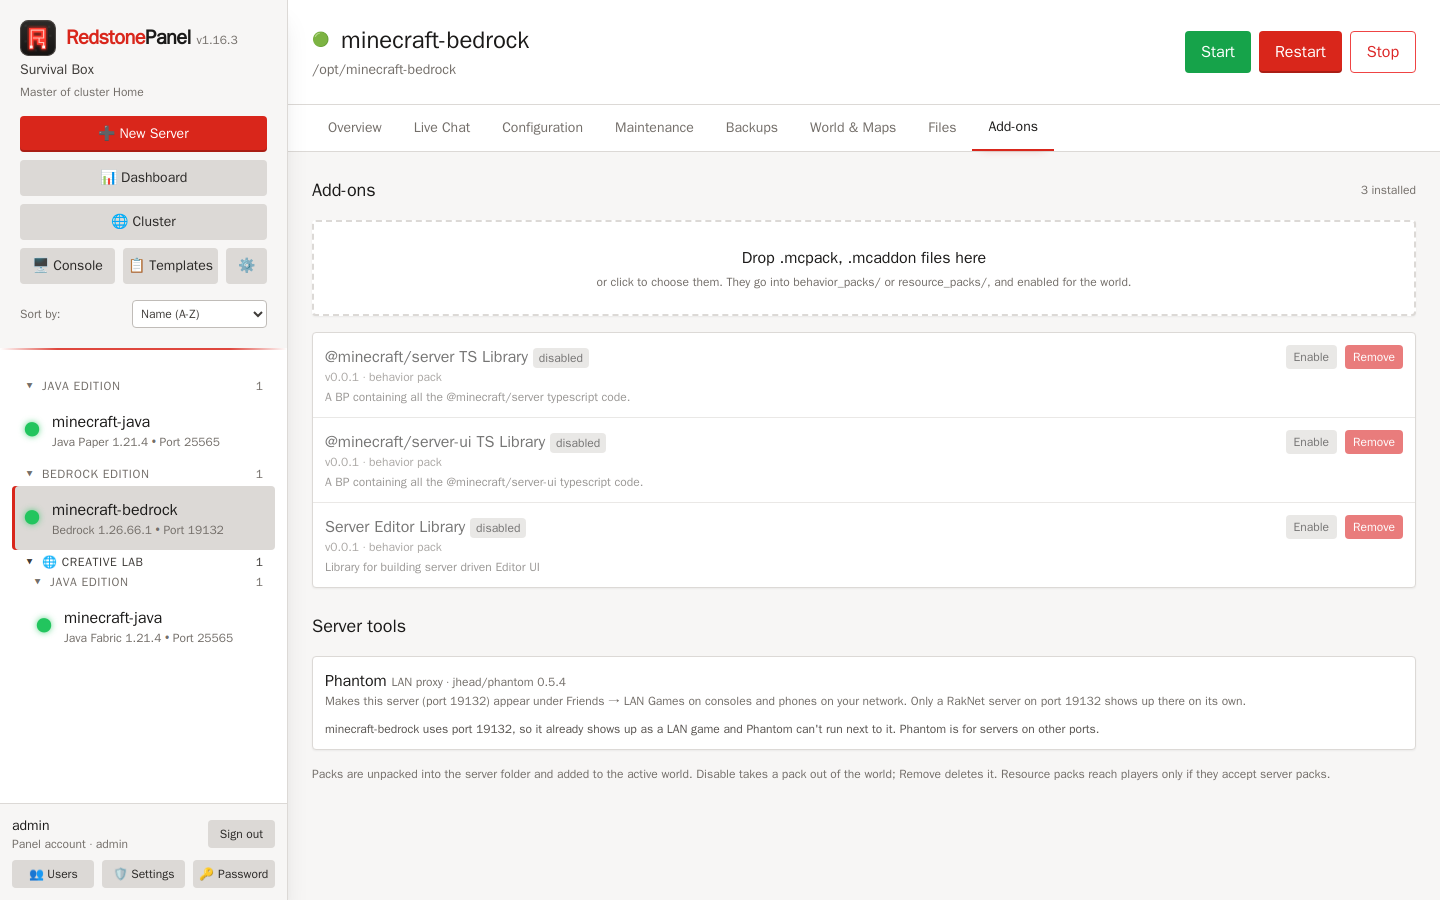 RedstonePanel v1.16.3
Survival Box
Master of cluster Home
➕ New Server
📊 Dashboard
🌐 Cluster
🖥️ Console
📋 Templates
⚙️
Sort by:
Name (A-Z)
▼ JAVA EDITION 1
minecraft-java
Java Paper 1.21.4 • Port 25565
▼ BEDROCK EDITION 1
minecraft-bedrock
Bedrock 1.26.66.1 • Port 19132
▼ 🌐 CREATIVE LAB 1
▼ JAVA EDITION 1
minecraft-java
Java Fabric 1.21.4 • Port 25565
admin
Panel account · admin
Sign out
👥 Users
🛡️ Settings
🔑 Password
minecraft-bedrock
/opt/minecraft-bedrock
Start
Restart
Stop
Overview
Live Chat
Configuration
Maintenance
Backups
World & Maps
Files
Add-ons
Add-ons
3 installed
Drop .mcpack, .mcaddon files here
or click to choose them. They go into behavior_packs/ or resource_packs/, and enabled for the world.
@minecraft/server TS Library disabled
Enable
Remove
v0.0.1 · behavior pack
A BP containing all the @minecraft/server typescript code.
@minecraft/server-ui TS Library disabled
Enable
Remove
v0.0.1 · behavior pack
A BP containing all the @minecraft/server-ui typescript code.
Server Editor Library disabled
Enable
Remove
v0.0.1 · behavior pack
Library for building server driven Editor UI
Server tools
Phantom LAN proxy · jhead/phantom 0.5.4
Makes this server (port 19132) appear under Friends → LAN Games on consoles and phones on your network. Only a RakNet server on port 19132 shows up there on its own.
minecraft-bedrock uses port 19132, so it already shows up as a LAN game and Phantom can't run next to it. Phantom is for servers on other ports.
Packs are unpacked into the server folder and added to the active world. Disable takes a pack out of the world; Remove deletes it. Resource packs reach players only if they accept server packs.